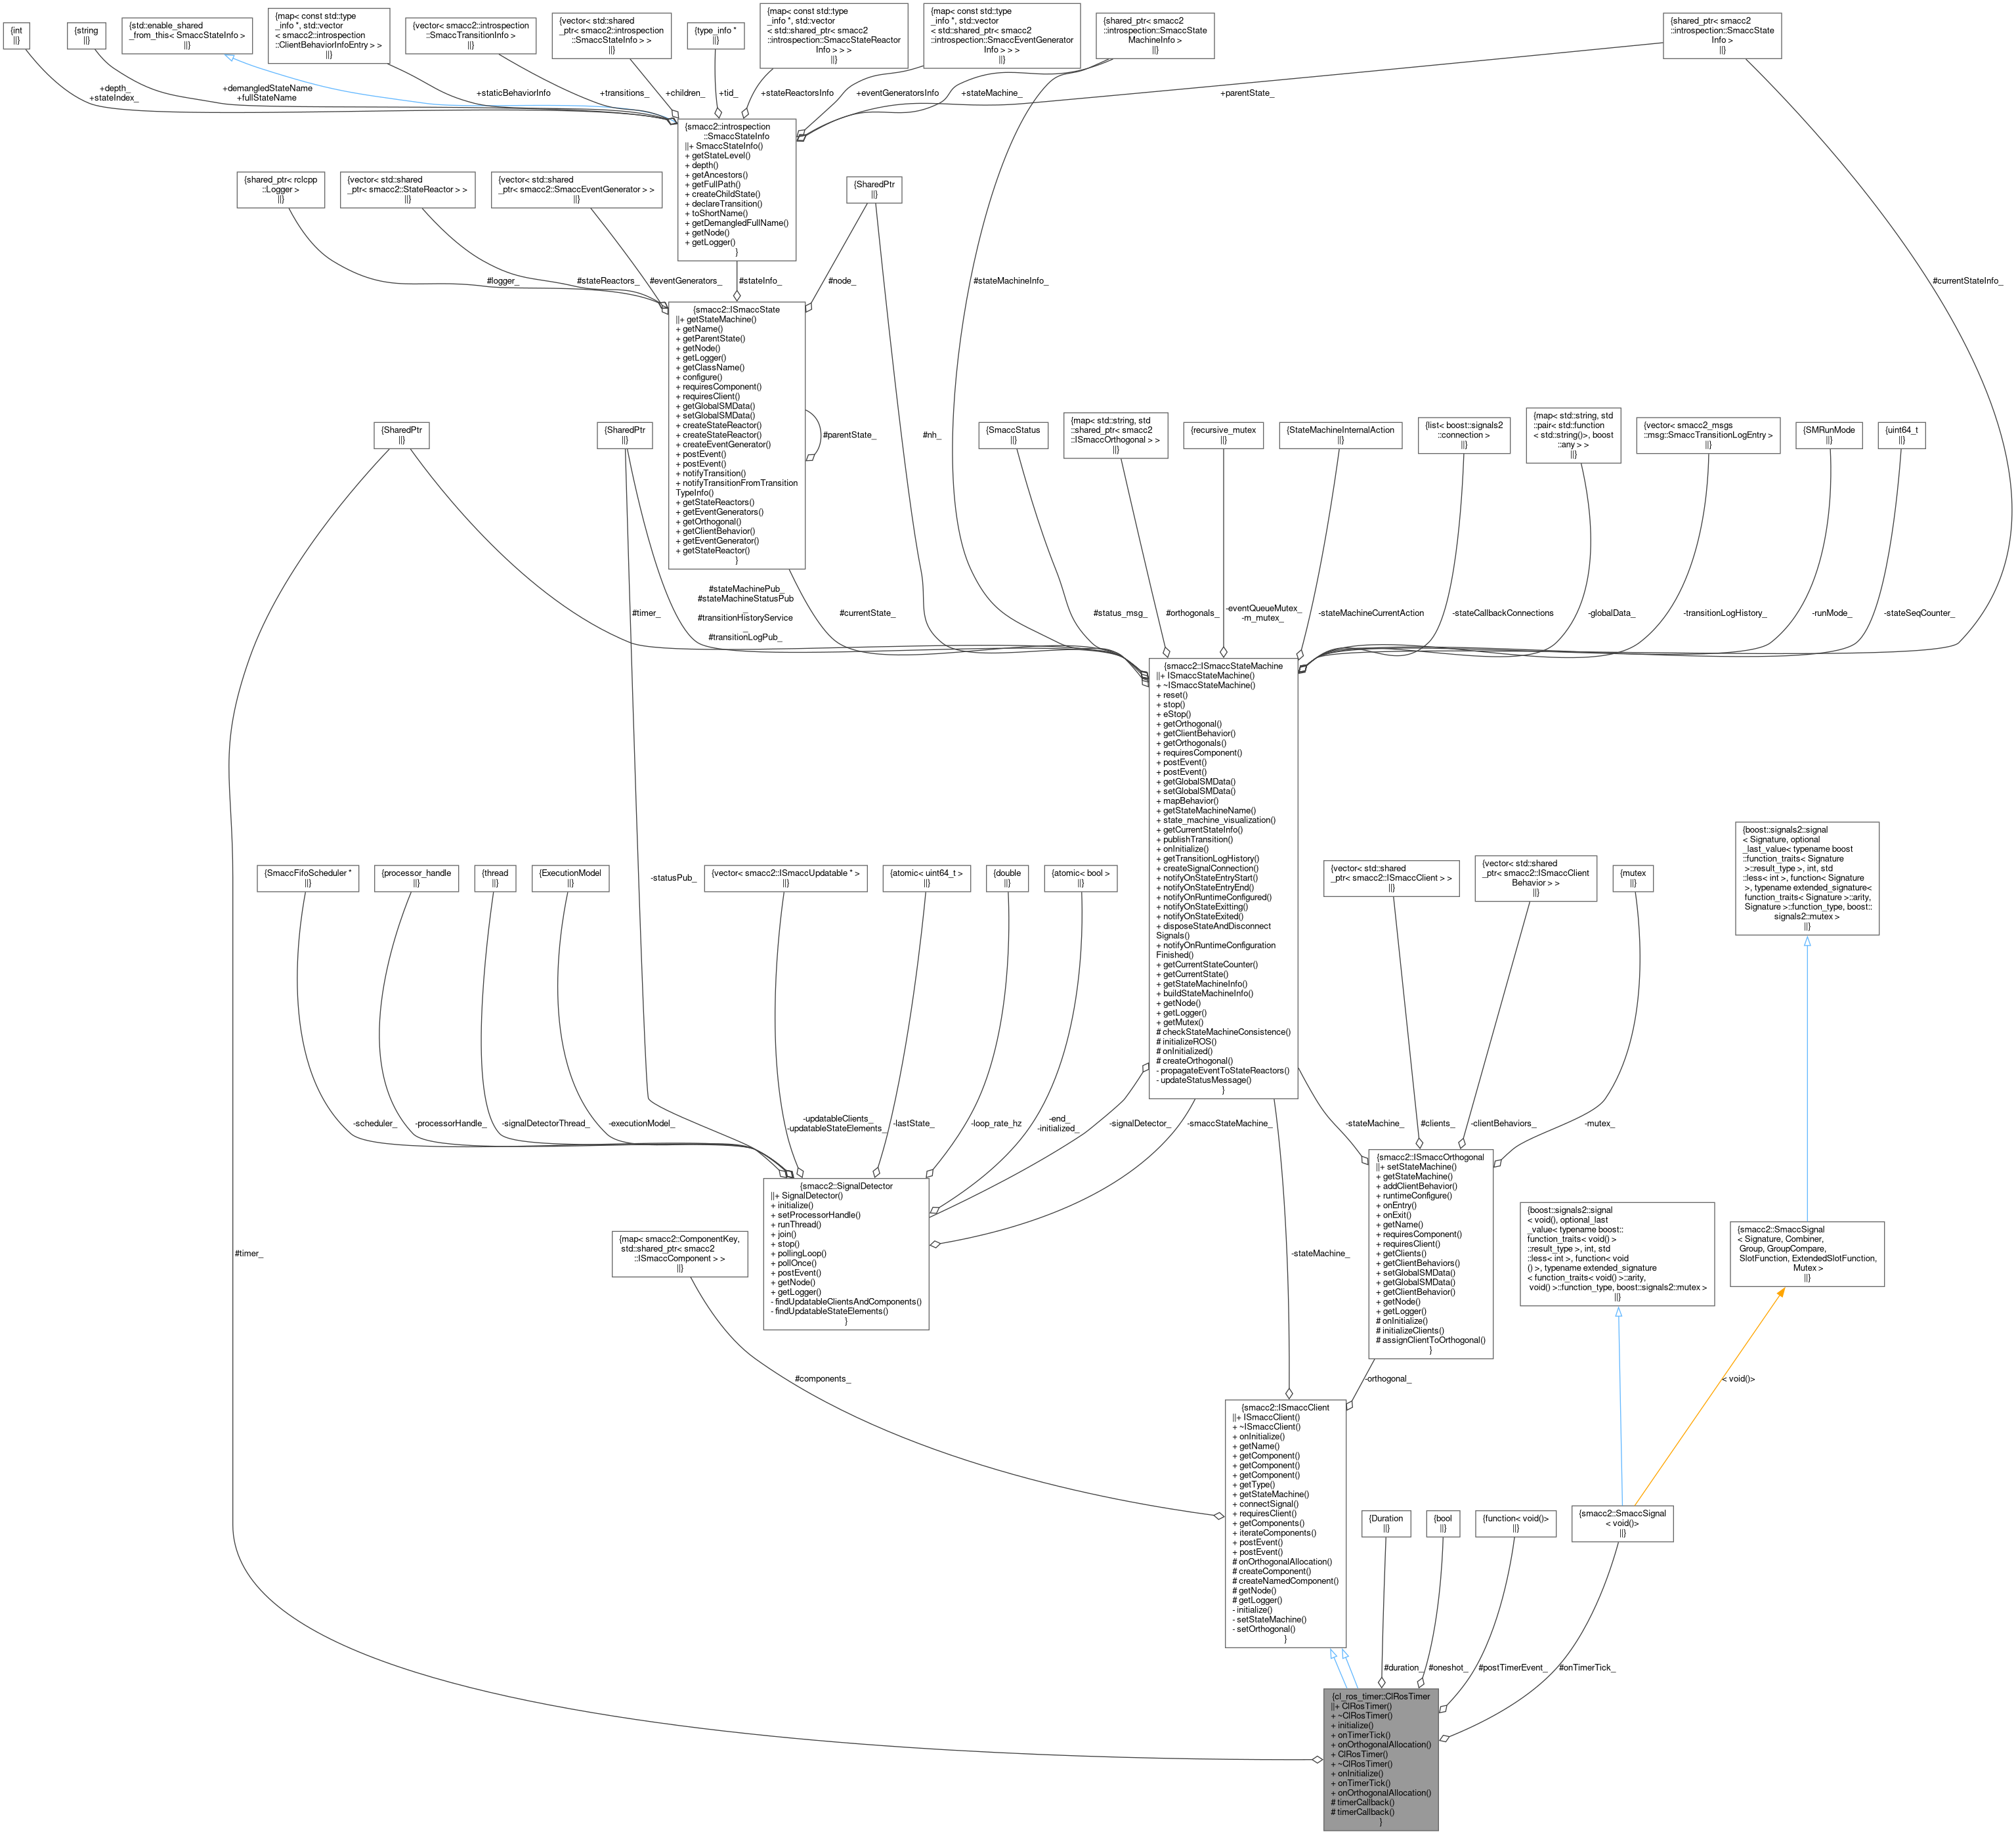 {int
||}
{string
||}
{std::enable_shared
_from_this< SmaccStateInfo >
||}
{map< const std::type
_info *, std::vector
< smacc2::introspection
::ClientBehaviorInfoEntry > >
||}
{vector< smacc2::introspection
::SmaccTransitionInfo >
||}
{vector< std::shared
_ptr< smacc2::introspection
::SmaccStateInfo > >
||}
{type_info *
||}
{map< const std::type
_info *, std::vector
< std::shared_ptr< smacc2
::introspection::SmaccStateReactor
Info > > >
||}
{map< const std::type
_info *, std::vector
< std::shared_ptr< smacc2
::introspection::SmaccEventGenerator
Info > > >
||}
{shared_ptr< smacc2
::introspection::SmaccState
MachineInfo >
||}
{shared_ptr< smacc2
::introspection::SmaccState
Info >
||}
+depth_
+stateIndex_
+demangledStateName
+fullStateName
+staticBehaviorInfo
+transitions_
+children_
+tid_
+stateReactorsInfo
+eventGeneratorsInfo
+stateMachine_
+parentState_
{smacc2::introspection
::SmaccStateInfo
||+ SmaccStateInfo()
+ getStateLevel()
+ depth()
+ getAncestors()
+ getFullPath()
+ createChildState()
+ declareTransition()
+ toShortName()
+ getDemangledFullName()
+ getNode()
+ getLogger()
}
{shared_ptr< rclcpp
::Logger >
||}
{vector< std::shared
_ptr< smacc2::StateReactor > >
||}
{vector< std::shared
_ptr< smacc2::SmaccEventGenerator > >
||}
{SharedPtr
||}
#logger_
#stateReactors_
#eventGenerators_
#stateInfo_
#node_
#stateMachineInfo_
#currentStateInfo_
{smacc2::ISmaccState
||+ getStateMachine()
+ getName()
+ getParentState()
+ getNode()
+ getLogger()
+ getClassName()
+ configure()
+ requiresComponent()
+ requiresClient()
+ getGlobalSMData()
+ setGlobalSMData()
+ createStateReactor()
+ createStateReactor()
+ createEventGenerator()
+ postEvent()
+ postEvent()
+ notifyTransition()
+ notifyTransitionFromTransition
TypeInfo()
+ getStateReactors()
+ getEventGenerators()
+ getOrthogonal()
+ getClientBehavior()
+ getEventGenerator()
+ getStateReactor()
}
#parentState_
#nh_
{SharedPtr
||}
{SharedPtr
||}
{SmaccStatus
||}
{map< std::string, std
::shared_ptr< smacc2
::ISmaccOrthogonal > >
||}
{recursive_mutex
||}
{StateMachineInternalAction
||}
{list< boost::signals2
::connection >
||}
{map< std::string, std
::pair< std::function
< std::string()>, boost
::any > >
||}
{vector< smacc2_msgs
::msg::SmaccTransitionLogEntry >
||}
{SMRunMode
||}
{uint64_t
||}
#timer_
#stateMachinePub_
#stateMachineStatusPub
_
#transitionHistoryService
_
#transitionLogPub_
#currentState_
#status_msg_
#orthogonals_
-eventQueueMutex_
-m_mutex_
-stateMachineCurrentAction
-stateCallbackConnections
-globalData_
-transitionLogHistory_
-runMode_
-stateSeqCounter_
{smacc2::ISmaccStateMachine
||+ ISmaccStateMachine()
+ ~ISmaccStateMachine()
+ reset()
+ stop()
+ eStop()
+ getOrthogonal()
+ getClientBehavior()
+ getOrthogonals()
+ requiresComponent()
+ postEvent()
+ postEvent()
+ getGlobalSMData()
+ setGlobalSMData()
+ mapBehavior()
+ getStateMachineName()
+ state_machine_visualization()
+ getCurrentStateInfo()
+ publishTransition()
+ onInitialize()
+ getTransitionLogHistory()
+ createSignalConnection()
+ notifyOnStateEntryStart()
+ notifyOnStateEntryEnd()
+ notifyOnRuntimeConfigured()
+ notifyOnStateExitting()
+ notifyOnStateExited()
+ disposeStateAndDisconnect
Signals()
+ notifyOnRuntimeConfiguration
Finished()
+ getCurrentStateCounter()
+ getCurrentState()
+ getStateMachineInfo()
+ buildStateMachineInfo()
+ getNode()
+ getLogger()
+ getMutex()
# checkStateMachineConsistence()
# initializeROS()
# onInitialized()
# createOrthogonal()
- propagateEventToStateReactors()
- updateStatusMessage()
}
{SmaccFifoScheduler *
||}
{processor_handle
||}
{thread
||}
{ExecutionModel
||}
-statusPub_
{vector< smacc2::ISmaccUpdatable * >
||}
{atomic< uint64_t >
||}
{double
||}
{atomic< bool >
||}
{vector< std::shared
_ptr< smacc2::ISmaccClient > >
||}
{vector< std::shared
_ptr< smacc2::ISmaccClient
Behavior > >
||}
{mutex
||}
{boost::signals2::signal
< Signature, optional
_last_value< typename boost
::function_traits< Signature
>::result_type >, int, std
::less< int >, function< Signature
>, typename extended_signature<
function_traits< Signature >::arity,
Signature >::function_type, boost::
signals2::mutex >
||}
-scheduler_
-processorHandle_
-signalDetectorThread_
-executionModel_
-updatableClients_
-updatableStateElements_
-lastState_
-loop_rate_hz
-end_
-initialized_
-signalDetector_
-smaccStateMachine_
-stateMachine_
#clients_
-clientBehaviors_
-mutex_
{smacc2::SignalDetector
||+ SignalDetector()
+ initialize()
+ setProcessorHandle()
+ runThread()
+ join()
+ stop()
+ pollingLoop()
+ pollOnce()
+ postEvent()
+ getNode()
+ getLogger()
- findUpdatableClientsAndComponents()
- findUpdatableStateElements()
}
{smacc2::ISmaccOrthogonal
||+ setStateMachine()
+ getStateMachine()
+ addClientBehavior()
+ runtimeConfigure()
+ onEntry()
+ onExit()
+ getName()
+ requiresComponent()
+ requiresClient()
+ getClients()
+ getClientBehaviors()
+ setGlobalSMData()
+ getGlobalSMData()
+ getClientBehavior()
+ getNode()
+ getLogger()
# onInitialize()
# initializeClients()
# assignClientToOrthogonal()
}
{map< smacc2::ComponentKey,
std::shared_ptr< smacc2
::ISmaccComponent > >
||}
{boost::signals2::signal
< void(), optional_last
_value< typename boost::
function_traits< void() >
::result_type >, int, std
::less< int >, function< void
() >, typename extended_signature
< function_traits< void() >::arity,
void() >::function_type, boost::signals2::mutex >
||}
{smacc2::SmaccSignal
< Signature, Combiner,
Group, GroupCompare,
SlotFunction, ExtendedSlotFunction,
Mutex >
||}
#timer_
-stateMachine_
#components_
-orthogonal_
< void()>
{smacc2::ISmaccClient
||+ ISmaccClient()
+ ~ISmaccClient()
+ onInitialize()
+ getName()
+ getComponent()
+ getComponent()
+ getComponent()
+ getType()
+ getStateMachine()
+ connectSignal()
+ requiresClient()
+ getComponents()
+ iterateComponents()
+ postEvent()
+ postEvent()
# onOrthogonalAllocation()
# createComponent()
# createNamedComponent()
# getNode()
# getLogger()
- initialize()
- setStateMachine()
- setOrthogonal()
}
{Duration
||}
{bool
||}
{function< void()>
||}
{smacc2::SmaccSignal
< void()>
||}
#duration_
#oneshot_
#postTimerEvent_
#onTimerTick_
{cl_ros_timer::ClRosTimer
||+ ClRosTimer()
+ ~ClRosTimer()
+ initialize()
+ onTimerTick()
+ onOrthogonalAllocation()
+ ClRosTimer()
+ ~ClRosTimer()
+ onInitialize()
+ onTimerTick()
+ onOrthogonalAllocation()
# timerCallback()
# timerCallback()
}